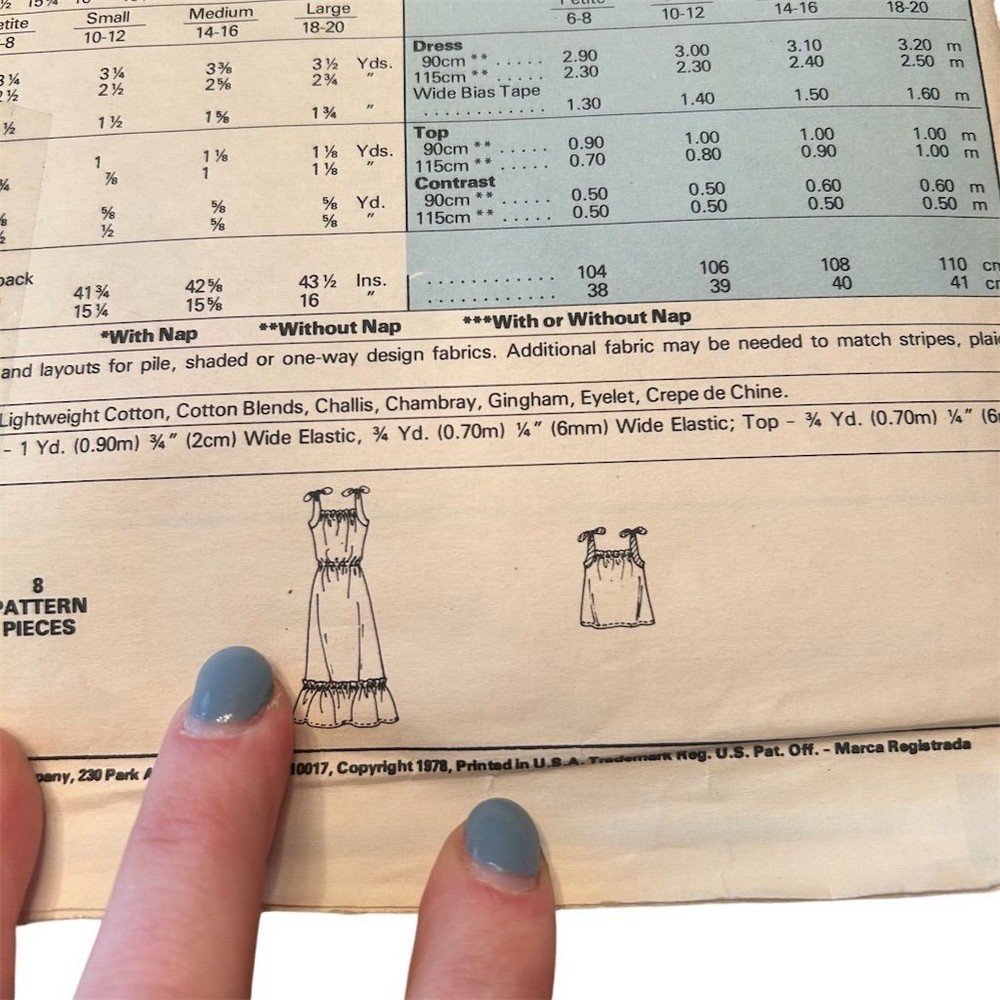 Small Medium Large
10-12 14-16 18-20
3¼ 3⅜ 3½ Yds.
2½ 2⅝ 2¾ "
1½ 1⅝ 1¾ "
1 1⅛ 1⅛ Yds.
⅞ 1 1⅛ "
⅝ ⅝ ⅝ Yd.
½ ⅝ ⅝ "
41¾ 42⅝ 43½ Ins.
15¼ 15⅝ 16 "
6-8 10-12 14-16 18-20
Dress
90cm ** ..... 2.90 3.00 3.10 3.20 m
115cm ** ..... 2.30 2.30 2.40 2.50 m
Wide Bias Tape
............ 1.30 1.40 1.50 1.60 m
Top
90cm ** ..... 0.90 1.00 1.00 1.00 m
115cm ** ..... 0.70 0.80 0.90 1.00 m
Contrast
90cm ** ..... 0.50 0.50 0.60 0.60 m
115cm ** ..... 0.50 0.50 0.50 0.50 m
............ 104 106 108 110 cm
............ 38 39 40 41 cm
*With Nap **Without Nap ***With or Without Nap
and layouts for pile, shaded or one-way design fabrics. Additional fabric may be needed to match stripes,
Lightweight Cotton, Cotton Blends, Challis, Chambray, Gingham, Eyelet, Crepe de Chine.
– 1 Yd. (0.90m) ¾" (2cm) Wide Elastic, ¾ Yd. (0.70m) ¼" (6mm) Wide Elastic; Top – ¾ Yd. (0.70m) ¼"
8
PATTERN
PIECES
230 Park 10017, Copyright 1978, Printed in U.S.A. Trademark Reg. U.S. Pat. Off. - Marca Registrada